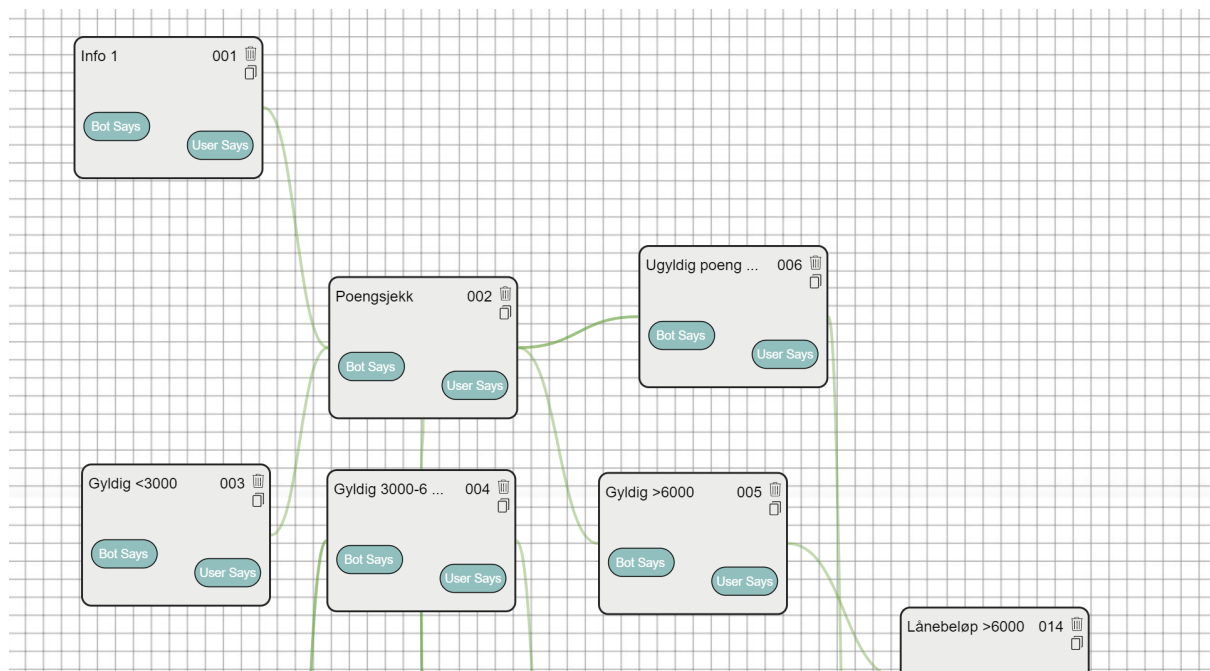 Info 1 001
Bot Says
User Says
Ugyldig poeng ... 006
Bot Says
User Says
Poengsjekk 002
Bot Says
User Says
Gyldig <3000 003
Bot Says
User Says
Gyldig 3000-6 ... 004
Bot Says
User Says
Gyldig >6000 005
Bot Says
User Says
Lånebeløp >6000 014